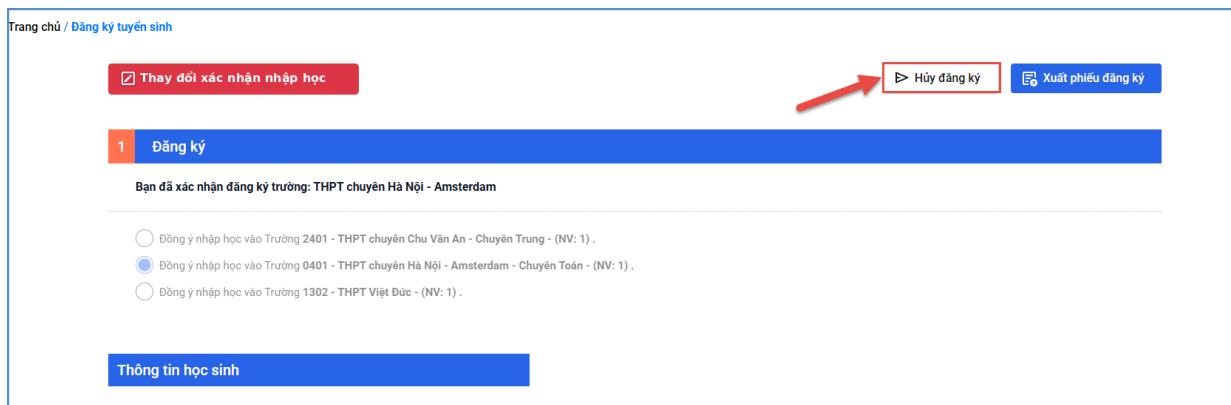 Trang chủ / Đăng ký tuyển sinh
Thay đổi xác nhận nhập học
Hủy đăng ký
Xuất phiếu đăng ký
1 Đăng ký
Bạn đã xác nhận đăng ký trường: THPT chuyên Hà Nội - Amsterdam
Đồng ý nhập học vào Trường 2401 - THPT chuyên Chu Văn An - Chuyên Trung - (NV: 1) .
Đồng ý nhập học vào Trường 0401 - THPT chuyên Hà Nội - Amsterdam - Chuyên Toán - (NV: 1) .
Đồng ý nhập học vào Trường 1302 - THPT Việt Đức - (NV: 1) .
Thông tin học sinh